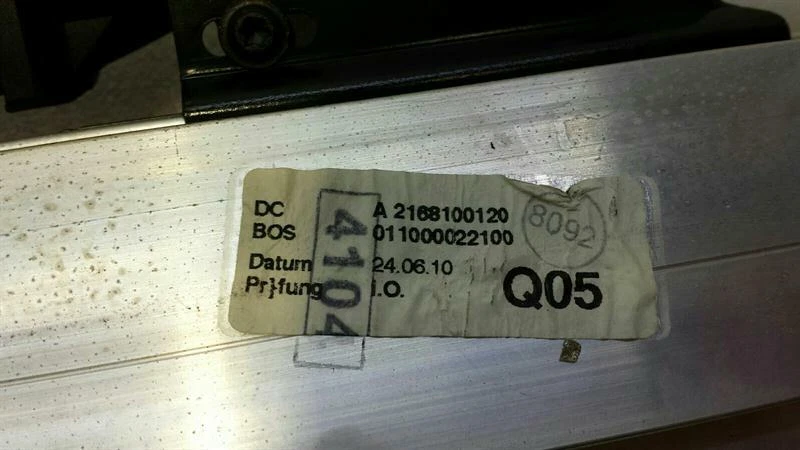 DC A 2168100120
BOS 011000022100
Datum 24.06.10
Pr}fung I.O.
Q05
8092
4104